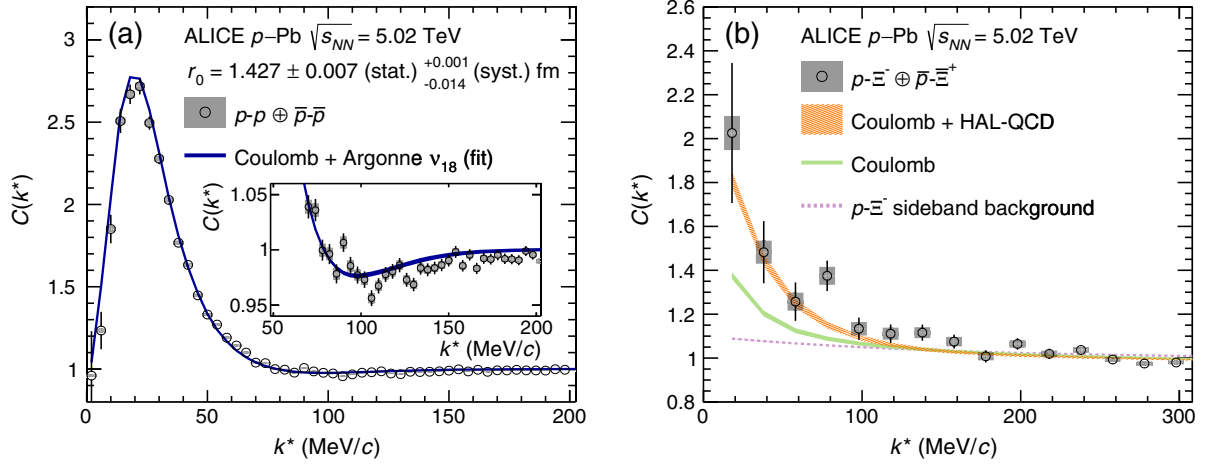 (a) ALICE p–Pb √s_NN = 5.02 TeV
r₀ = 1.427 ± 0.007 (stat.) +0.001 -0.014 (syst.) fm
p-p ⊕ p̅-p̅
Coulomb + Argonne ν₁₈ (fit)
C(k*)
3
2.5
2
1.5
1
0 50 100 150 200
k* (MeV/c)
C(k*)
1.05
1
0.95
50 100 150 200
k* (MeV/c)
(b) ALICE p–Pb √s_NN = 5.02 TeV
p-Ξ⁻ ⊕ p̅-Ξ̅⁺
Coulomb + HAL-QCD
Coulomb
p-Ξ⁻ sideband background
C(k*)
2.6
2.4
2.2
2
1.8
1.6
1.4
1.2
1
0.8
0 100 200 300
k* (MeV/c)